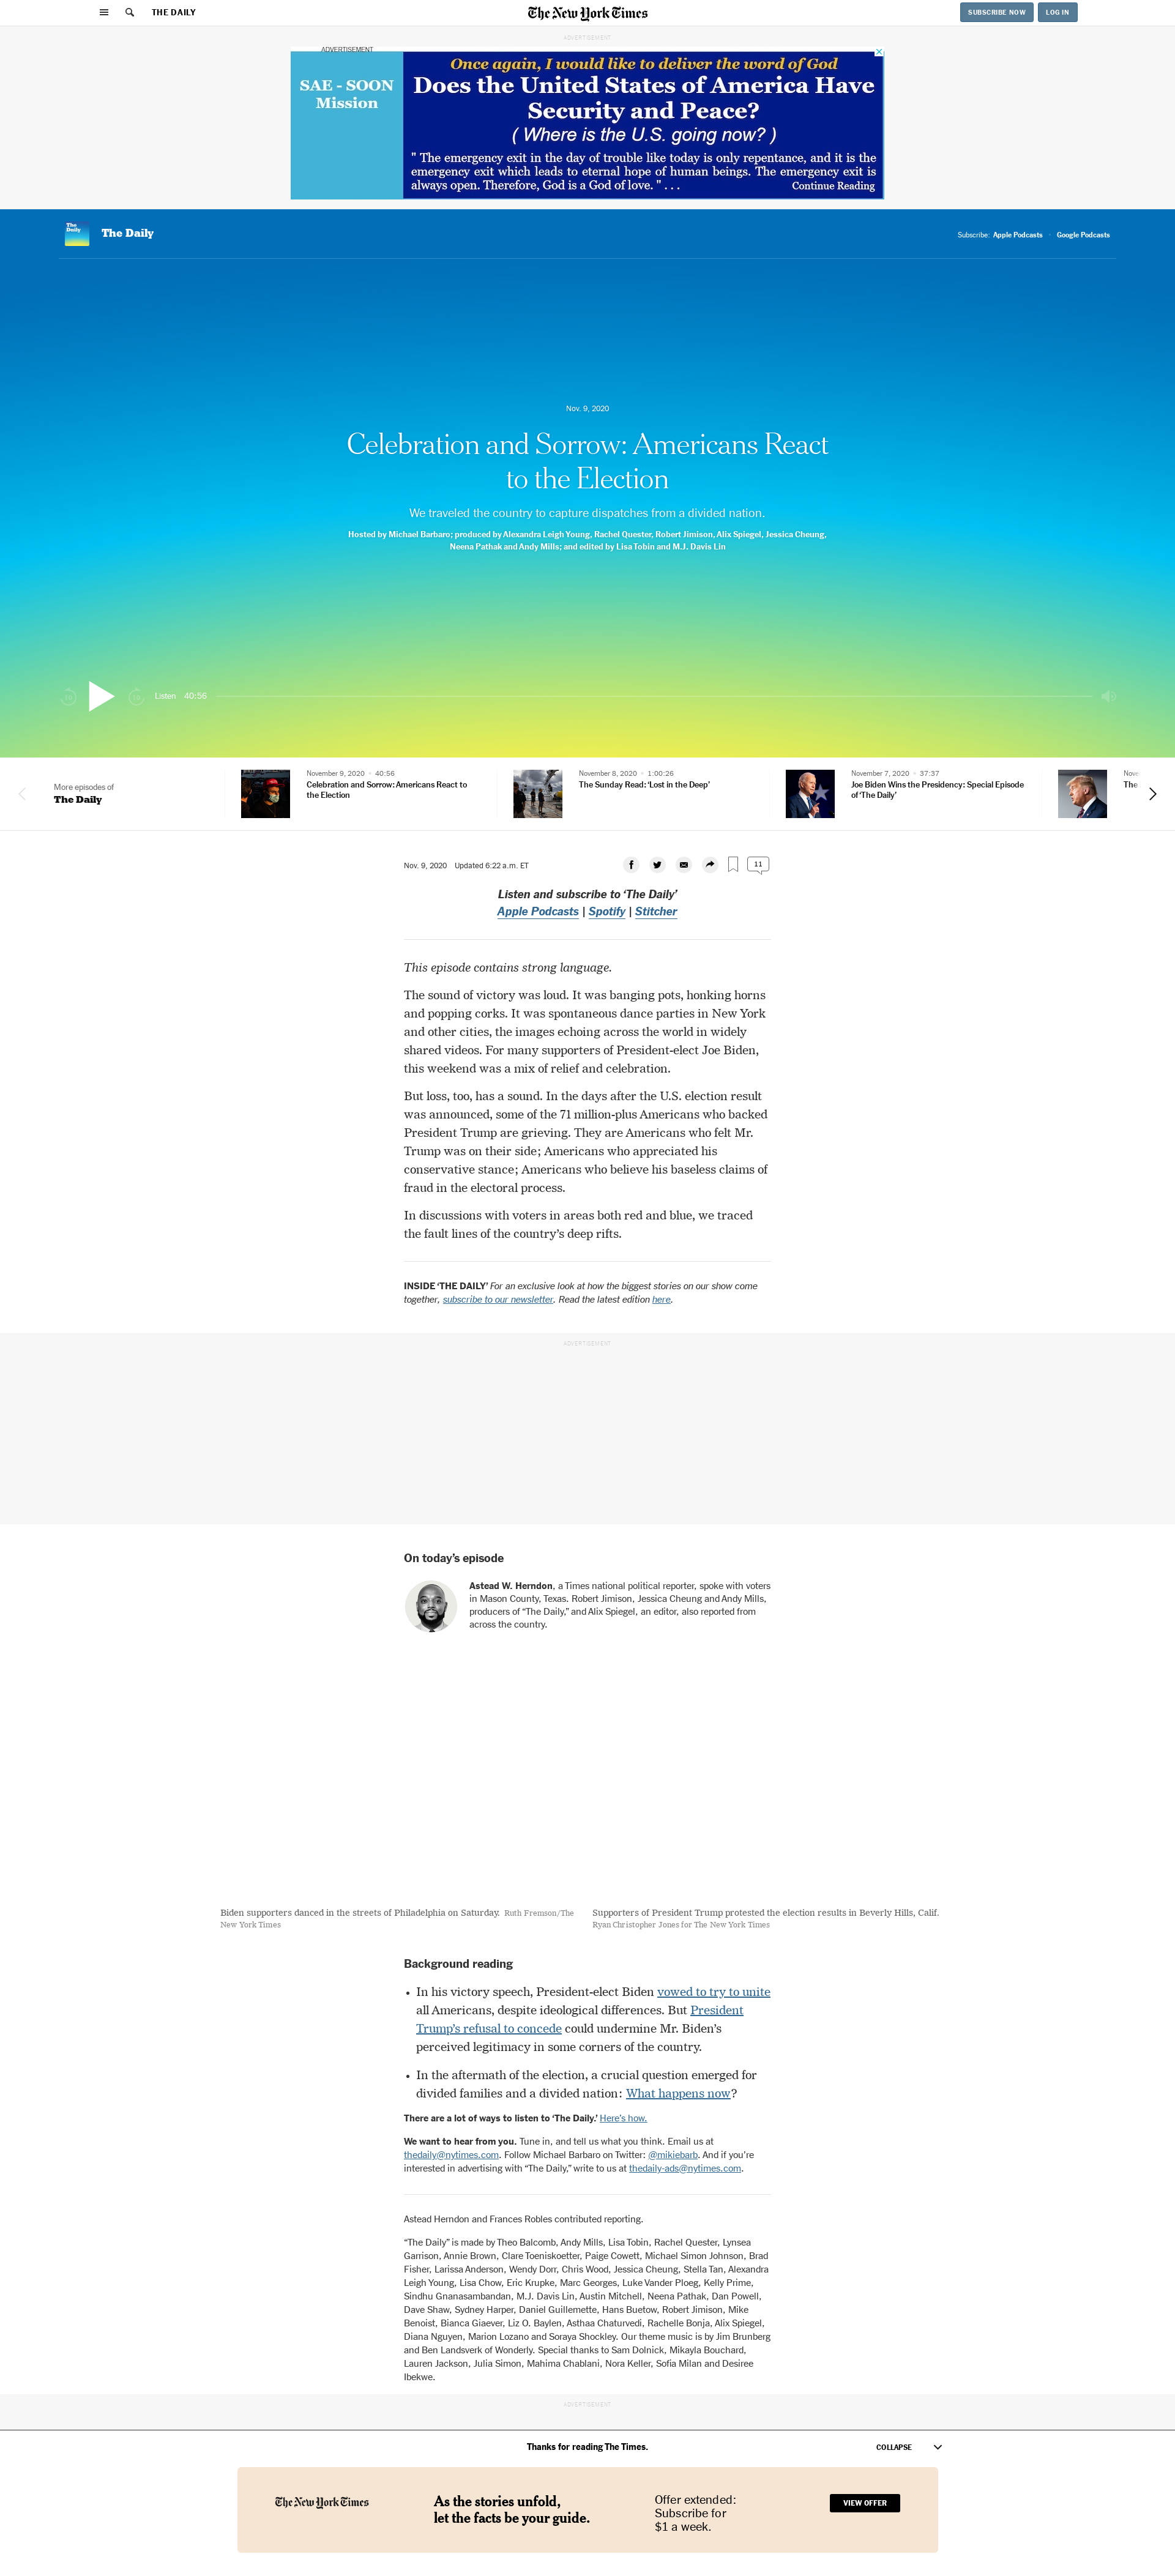 THE DAILY
The New York Times
SUBSCRIBE NOW
LOG IN
ADVERTISEMENT
ADVERTISEMENT
SAE - SOON
Mission
Once again, I would like to deliver the word of God
Does the United States of America Have
Security and Peace?
( Where is the U.S. going now? )
" The emergency exit in the day of trouble like today is only repentance, and it is the
emergency exit which leads to eternal hope of human beings. The emergency exit is
always open. Therefore, God is a God of love. " . . .
Continue Reading
The
Daily
The Daily
Subscribe: Apple Podcasts
Google Podcasts
Nov. 9, 2020
Celebration and Sorrow: Americans React
to the Election
We traveled the country to capture dispatches from a divided nation.
Hosted by Michael Barbaro; produced by Alexandra Leigh Young, Rachel Quester, Robert Jimison, Alix Spiegel, Jessica Cheung,
Neena Pathak and Andy Mills; and edited by Lisa Tobin and M.J. Davis Lin
Listen 40:56
More episodes of
The Daily
November 9, 2020 • 40:56
Celebration and Sorrow: Americans React to
the Election
November 8, 2020 • 1:00:26
The Sunday Read: ‘Lost in the Deep’
November 7, 2020 • 37:37
Joe Biden Wins the Presidency: Special Episode
of ‘The Daily’
Nove
The
Nov. 9, 2020 Updated 6:22 a.m. ET
11
Listen and subscribe to ‘The Daily’
Apple Podcasts | Spotify | Stitcher
This episode contains strong language.
The sound of victory was loud. It was banging pots, honking horns
and popping corks. It was spontaneous dance parties in New York
and other cities, the images echoing across the world in widely
shared videos. For many supporters of President-elect Joe Biden,
this weekend was a mix of relief and celebration.
But loss, too, has a sound. In the days after the U.S. election result
was announced, some of the 71 million-plus Americans who backed
President Trump are grieving. They are Americans who felt Mr.
Trump was on their side; Americans who appreciated his
conservative stance; Americans who believe his baseless claims of
fraud in the electoral process.
In discussions with voters in areas both red and blue, we traced
the fault lines of the country’s deep rifts.
INSIDE ‘THE DAILY’ For an exclusive look at how the biggest stories on our show come
together, subscribe to our newsletter. Read the latest edition here.
ADVERTISEMENT
On today’s episode
Astead W. Herndon, a Times national political reporter, spoke with voters
in Mason County, Texas. Robert Jimison, Jessica Cheung and Andy Mills,
producers of “The Daily,” and Alix Spiegel, an editor, also reported from
across the country.
Biden supporters danced in the streets of Philadelphia on Saturday. Ruth Fremson/The
New York Times
Supporters of President Trump protested the election results in Beverly Hills, Calif.
Ryan Christopher Jones for The New York Times
Background reading
• In his victory speech, President-elect Biden vowed to try to unite
all Americans, despite ideological differences. But President
Trump’s refusal to concede could undermine Mr. Biden’s
perceived legitimacy in some corners of the country.
• In the aftermath of the election, a crucial question emerged for
divided families and a divided nation: What happens now?
There are a lot of ways to listen to ‘The Daily.’ Here’s how.
We want to hear from you. Tune in, and tell us what you think. Email us at
thedaily@nytimes.com. Follow Michael Barbaro on Twitter: @mikiebarb. And if you’re
interested in advertising with “The Daily,” write to us at thedaily-ads@nytimes.com.
Astead Herndon and Frances Robles contributed reporting.
“The Daily” is made by Theo Balcomb, Andy Mills, Lisa Tobin, Rachel Quester, Lynsea
Garrison, Annie Brown, Clare Toeniskoetter, Paige Cowett, Michael Simon Johnson, Brad
Fisher, Larissa Anderson, Wendy Dorr, Chris Wood, Jessica Cheung, Stella Tan, Alexandra
Leigh Young, Lisa Chow, Eric Krupke, Marc Georges, Luke Vander Ploeg, Kelly Prime,
Sindhu Gnanasambandan, M.J. Davis Lin, Austin Mitchell, Neena Pathak, Dan Powell,
Dave Shaw, Sydney Harper, Daniel Guillemette, Hans Buetow, Robert Jimison, Mike
Benoist, Bianca Giaever, Liz O. Baylen, Asthaa Chaturvedi, Rachelle Bonja, Alix Spiegel,
Diana Nguyen, Marion Lozano and Soraya Shockley. Our theme music is by Jim Brunberg
and Ben Landsverk of Wonderly. Special thanks to Sam Dolnick, Mikayla Bouchard,
Lauren Jackson, Julia Simon, Mahima Chablani, Nora Keller, Sofia Milan and Desiree
Ibekwe.
ADVERTISEMENT
Thanks for reading The Times.
COLLAPSE
The New York Times
As the stories unfold,
let the facts be your guide.
Offer extended:
Subscribe for
$1 a week.
VIEW OFFER